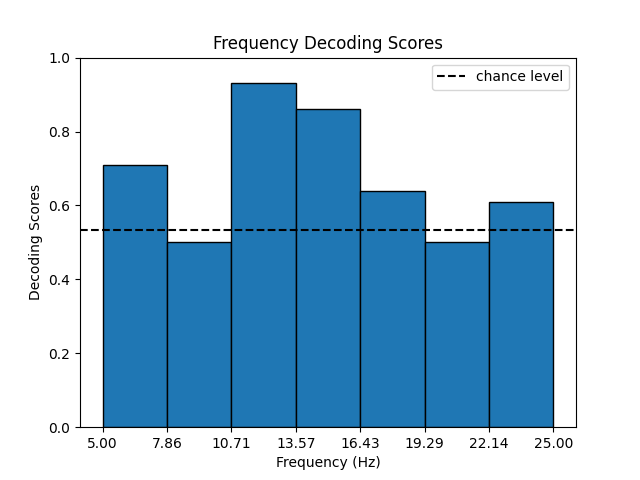 Frequency Decoding Scores
chance level
1.0
0.8
0.6
0.4
0.2
0.0
Decoding Scores
5.00 7.86 10.71 13.57 16.43 19.29 22.14 25.00
Frequency (Hz)